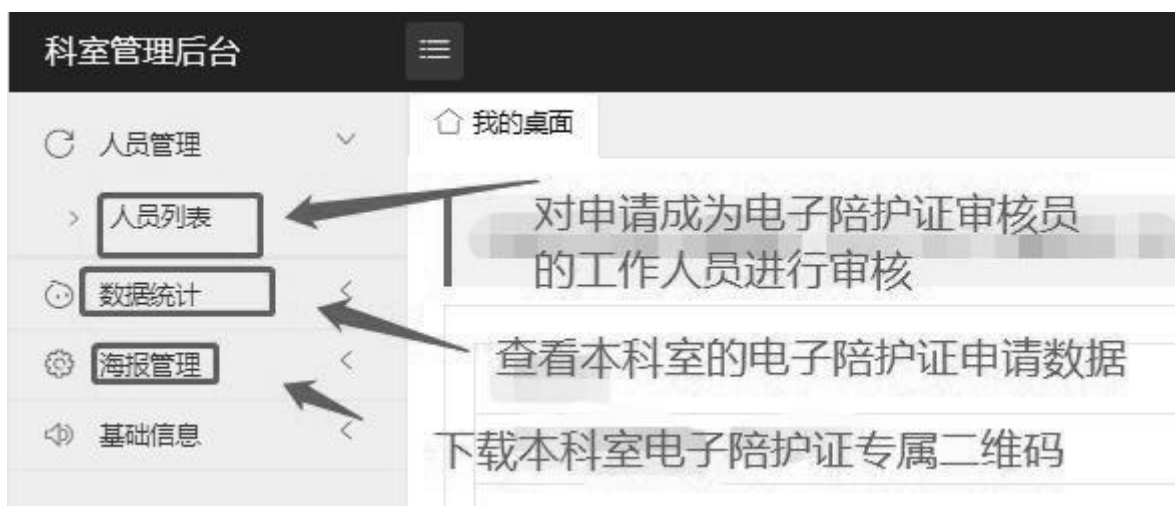 科室管理后台
人员管理
我的桌面
人员列表
对申请成为电子陪护证审核员
的工作人员进行审核
数据统计
查看本科室的电子陪护证申请数据
海报管理
基础信息
下载本科室电子陪护证专属二维码